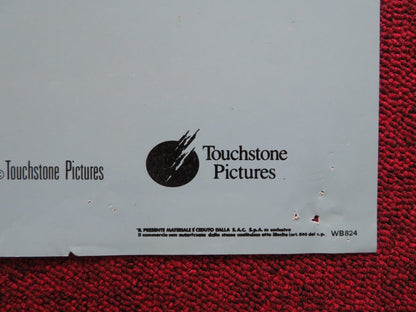 © Touchstone Pictures
Touchstone
Pictures
IL PRESENTE MATERIALE E' CEDUTO DALLA S.A.C. S.p.A. in esclusiva
Il commercio non autorizzato dello stesso costituisce atto illecito (art. 646 del c.p. WB824